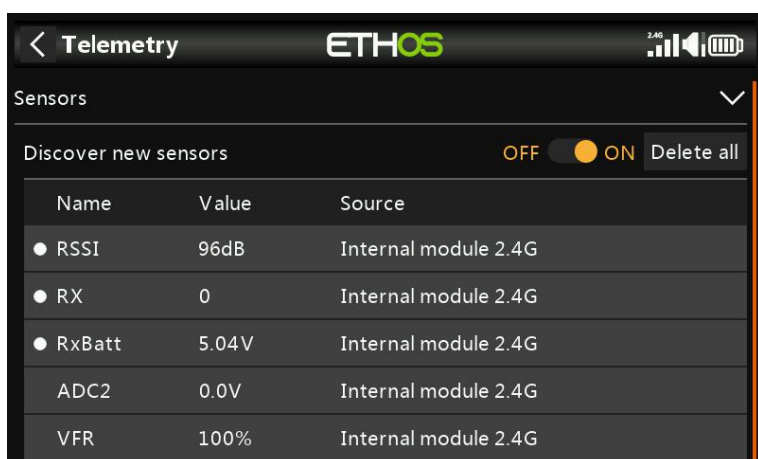 Telemetry ETHOS 2.4G
Sensors
Discover new sensors OFF ON Delete all
Name Value Source
RSSI 96dB Internal module 2.4G
RX 0 Internal module 2.4G
RxBatt 5.04V Internal module 2.4G
ADC2 0.0V Internal module 2.4G
VFR 100% Internal module 2.4G